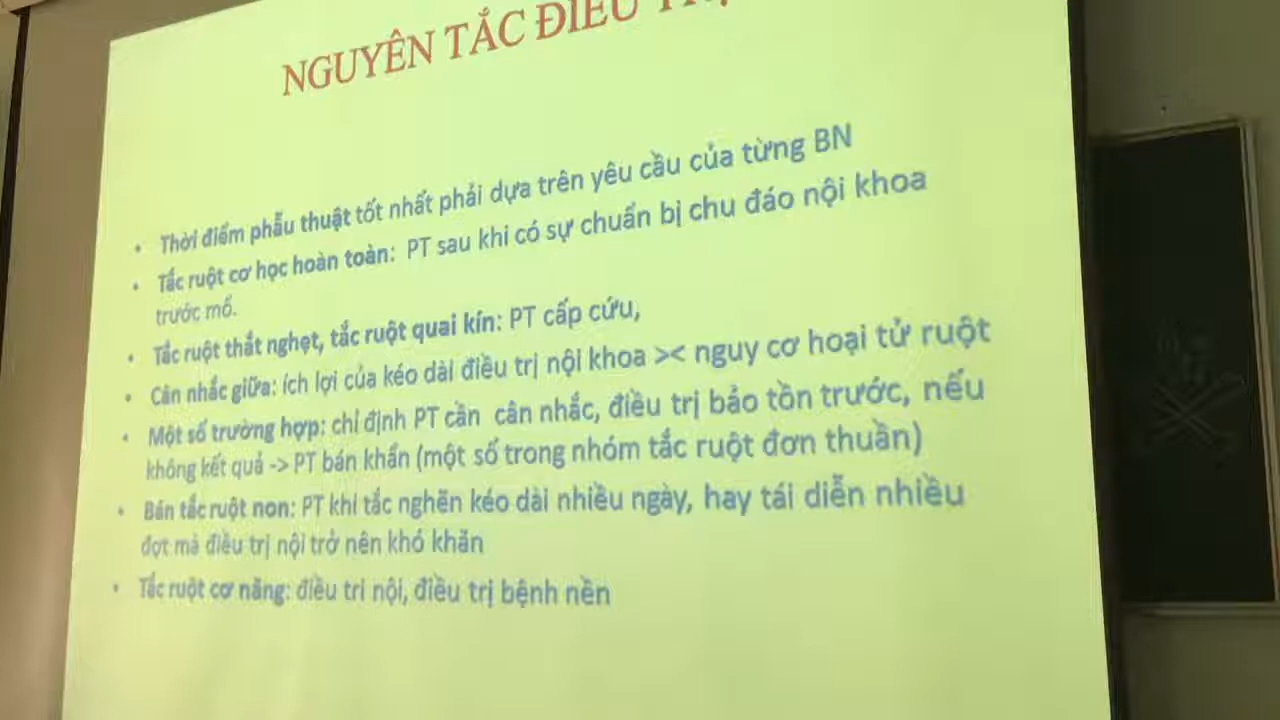 NGUYÊN TẮC ĐIỀU TRỊ
• Thời điểm phẫu thuật tốt nhất phải dựa trên yêu cầu của từng BN
• Tắc ruột cơ học hoàn toàn: PT sau khi có sự chuẩn bị chu đáo nội khoa
trước mổ.
• Tắc ruột thắt nghẹt, tắc ruột quai kín: PT cấp cứu,
• Cân nhắc giữa: ích lợi của kéo dài điều trị nội khoa >< nguy cơ hoại tử ruột
• Một số trường hợp: chỉ định PT cần cân nhắc, điều trị bảo tồn trước, nếu
không kết quả -> PT bán khẩn (một số trong nhóm tắc ruột đơn thuần)
• Bán tắc ruột non: PT khi tắc nghẽn kéo dài nhiều ngày, hay tái diễn nhiều
đợt mà điều trị nội trở nên khó khăn
• Tắc ruột cơ năng: điều tri nội, điều trị bệnh nền